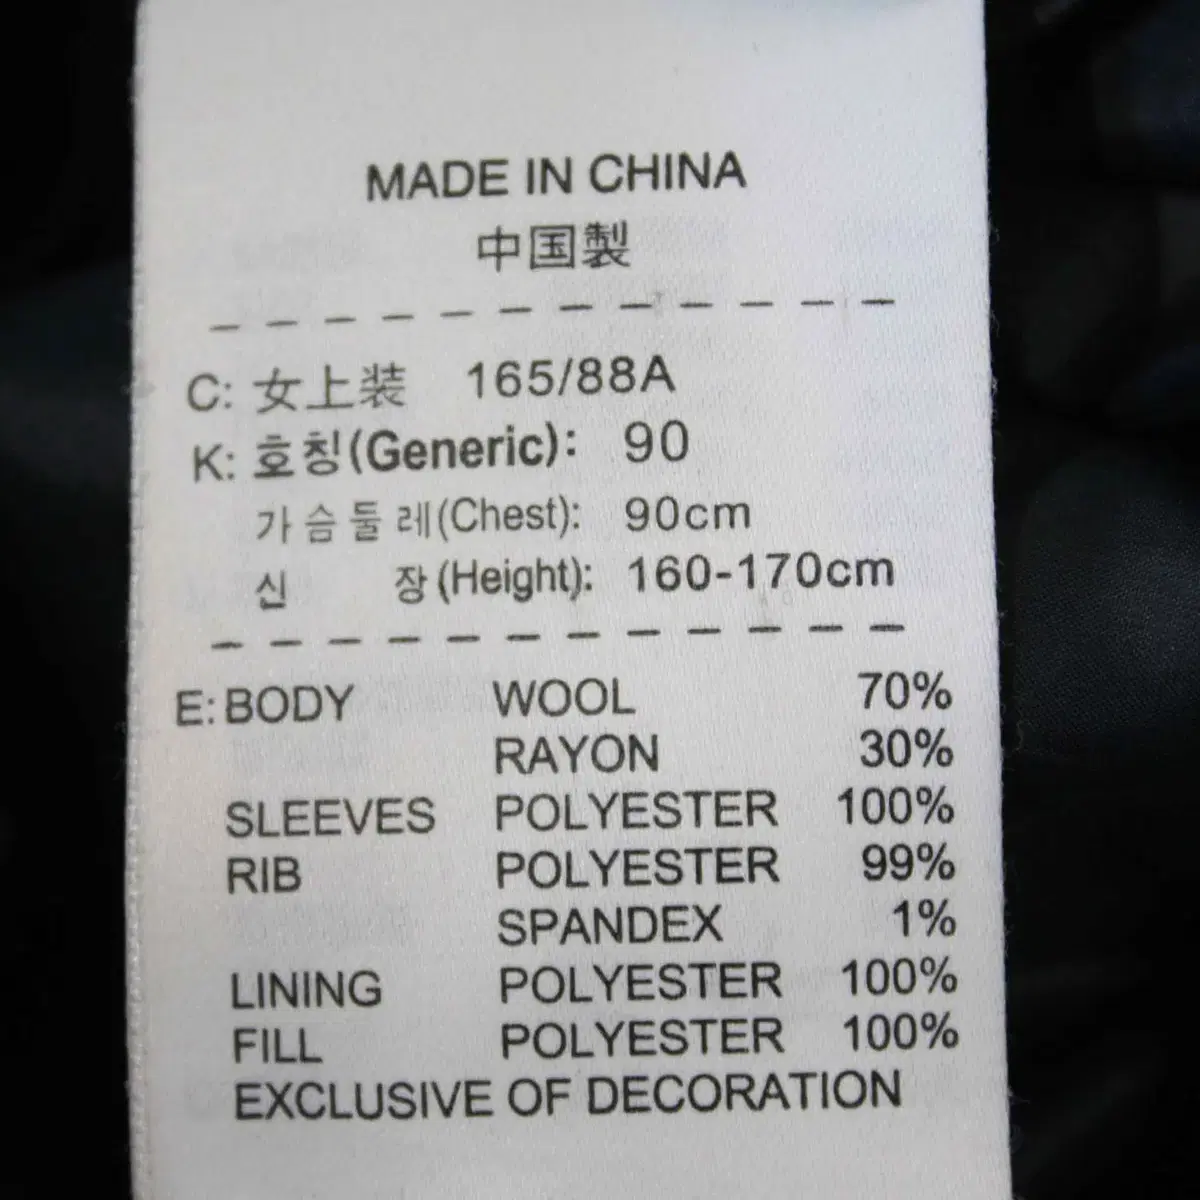 MADE IN CHINA
中国製
C: 女上装 165/88A
K: 호칭(Generic): 90
가슴둘레(Chest): 90cm
신 장(Height): 160-170cm
E: BODY WOOL 70%
RAYON 30%
SLEEVES POLYESTER 100%
RIB POLYESTER 99%
SPANDEX 1%
LINING POLYESTER 100%
FILL POLYESTER 100%
EXCLUSIVE OF DECORATION